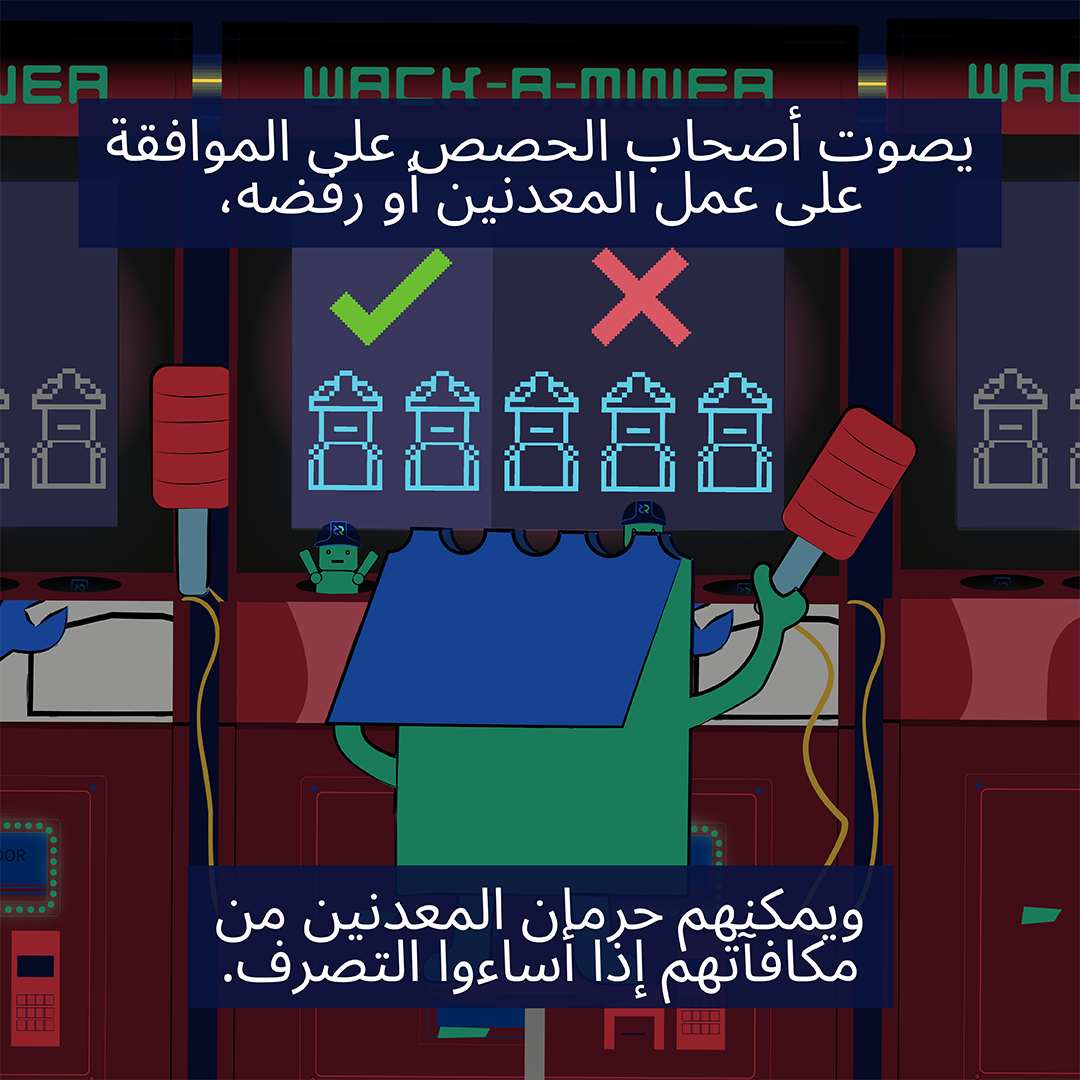 WACK-A-MINER
يصوت أصحاب الحصص على الموافقة
على عمل المعدنين أو رفضه،
ويمكنهم حرمان المعدنين من
مكافآتهم إذا أساءوا التصرف.